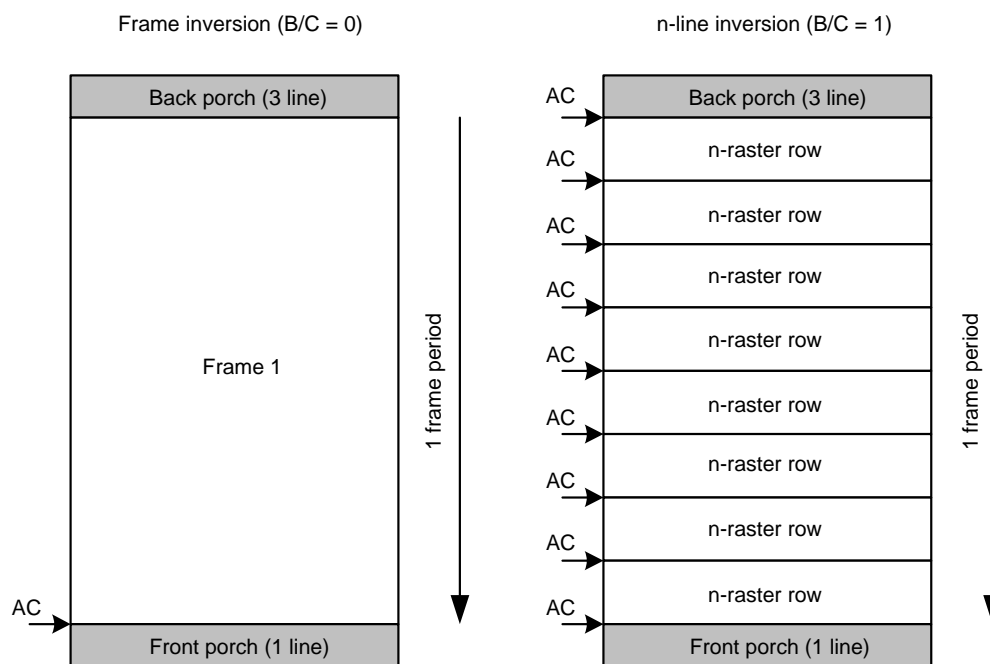 Frame inversion (B/C = 0)
Back porch (3 line)
Frame 1
1 frame period
AC
Front porch (1 line)
n-line inversion (B/C = 1)
AC
Back porch (3 line)
AC
n-raster row
AC
n-raster row
AC
n-raster row
AC
n-raster row
AC
n-raster row
AC
n-raster row
AC
n-raster row
AC
n-raster row
1 frame period
Front porch (1 line)